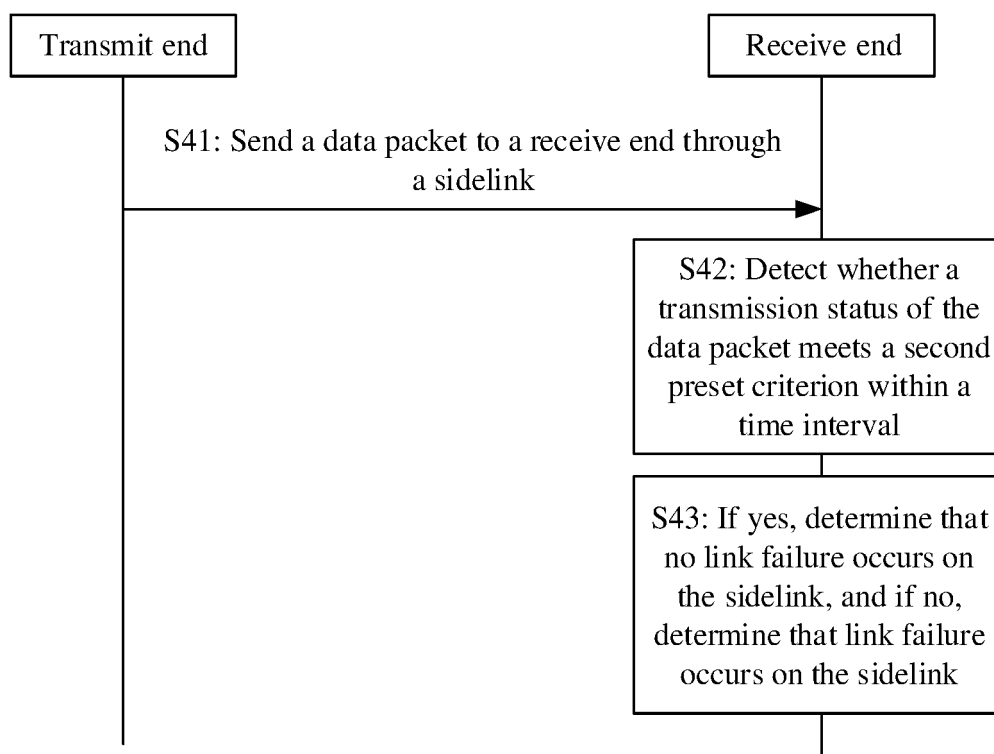 Transmit end
Receive end
S41: Send a data packet to a receive end through
a sidelink
S42: Detect whether a
transmission status of the
data packet meets a second
preset criterion within a
time interval
S43: If yes, determine that
no link failure occurs on
the sidelink, and if no,
determine that link failure
occurs on the sidelink